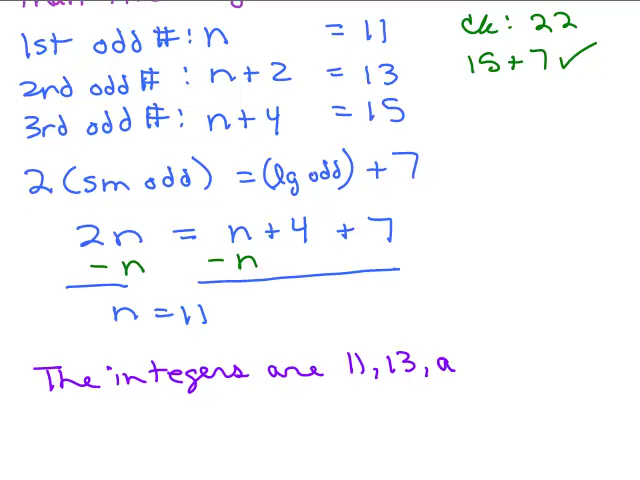 1st odd #: n = 11
2nd odd #: n+2 = 13
3rd odd #: n+4 = 15
ck: 22
15+7 ✓
2(sm odd) = (lg odd) + 7
2n = n+4 +7
-n -n
n = 11
The integers are 11, 13, a